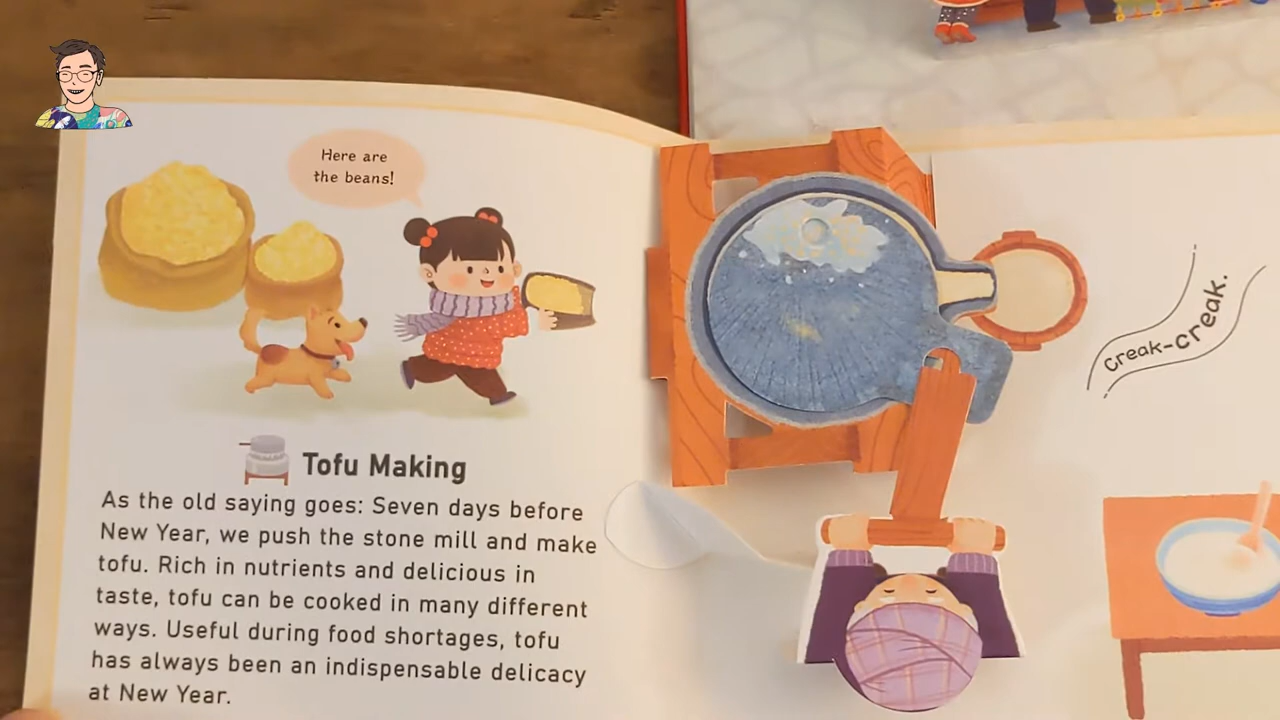 Here are
the beans!
creak-creak.
Tofu Making
As the old saying goes: Seven days before
New Year, we push the stone mill and make
tofu. Rich in nutrients and delicious in
taste, tofu can be cooked in many different
ways. Useful during food shortages, tofu
has always been an indispensable delicacy
at New Year.